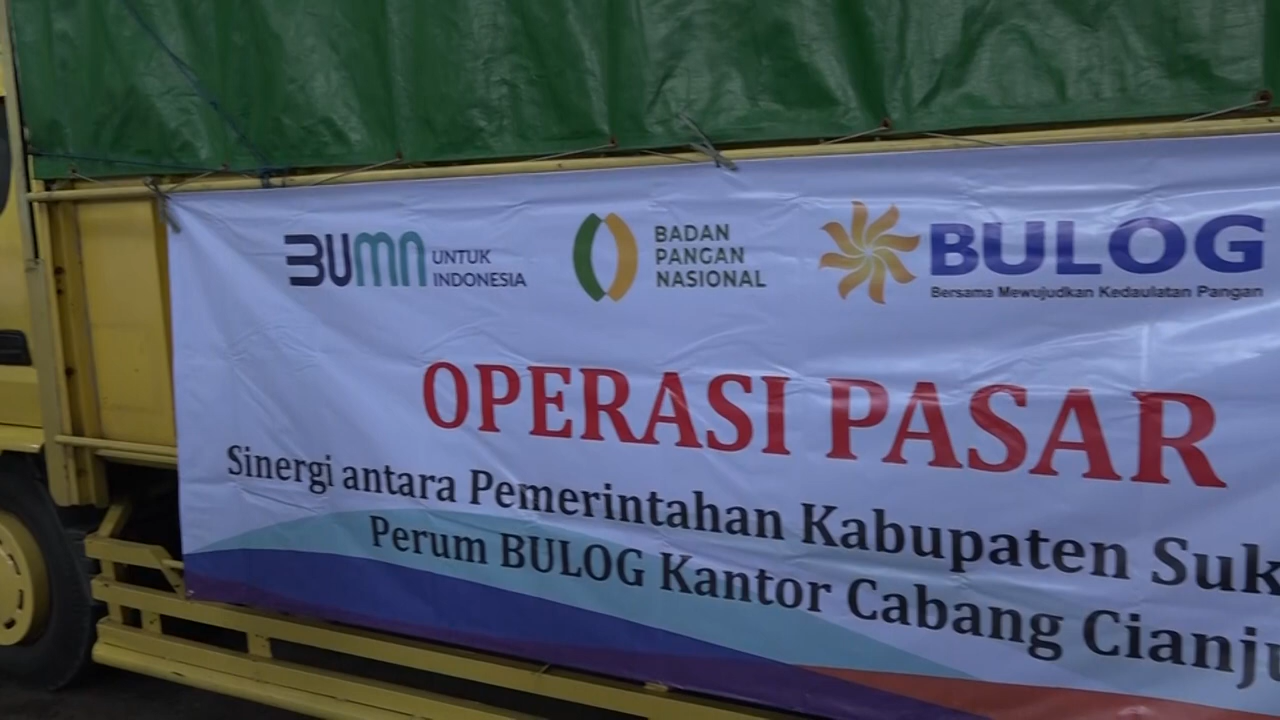 BUMN UNTUK INDONESIA
BADAN PANGAN NASIONAL
BULOG
Bersama Mewujudkan Kedaulatan Pangan
OPERASI PASAR
Sinergi antara Pemerintahan Kabupaten
Perum BULOG Kantor Cabang